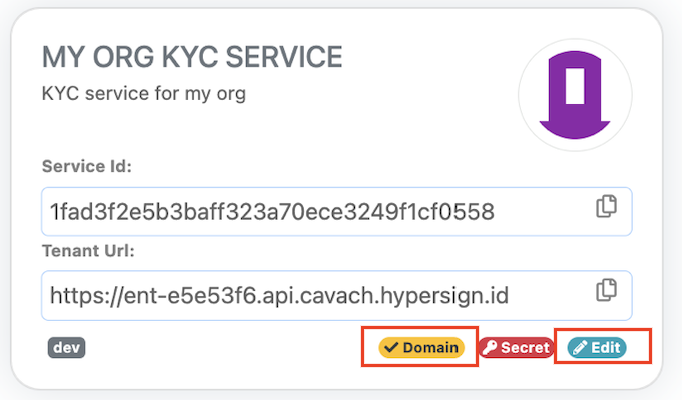 MY ORG KYC SERVICE
KYC service for my org
Service Id:
1fad3f2e5b3baff323a70ece3249f1cf0558
Tenant Url:
https://ent-e5e53f6.api.cavach.hypersign.id
dev Domain Secret Edit